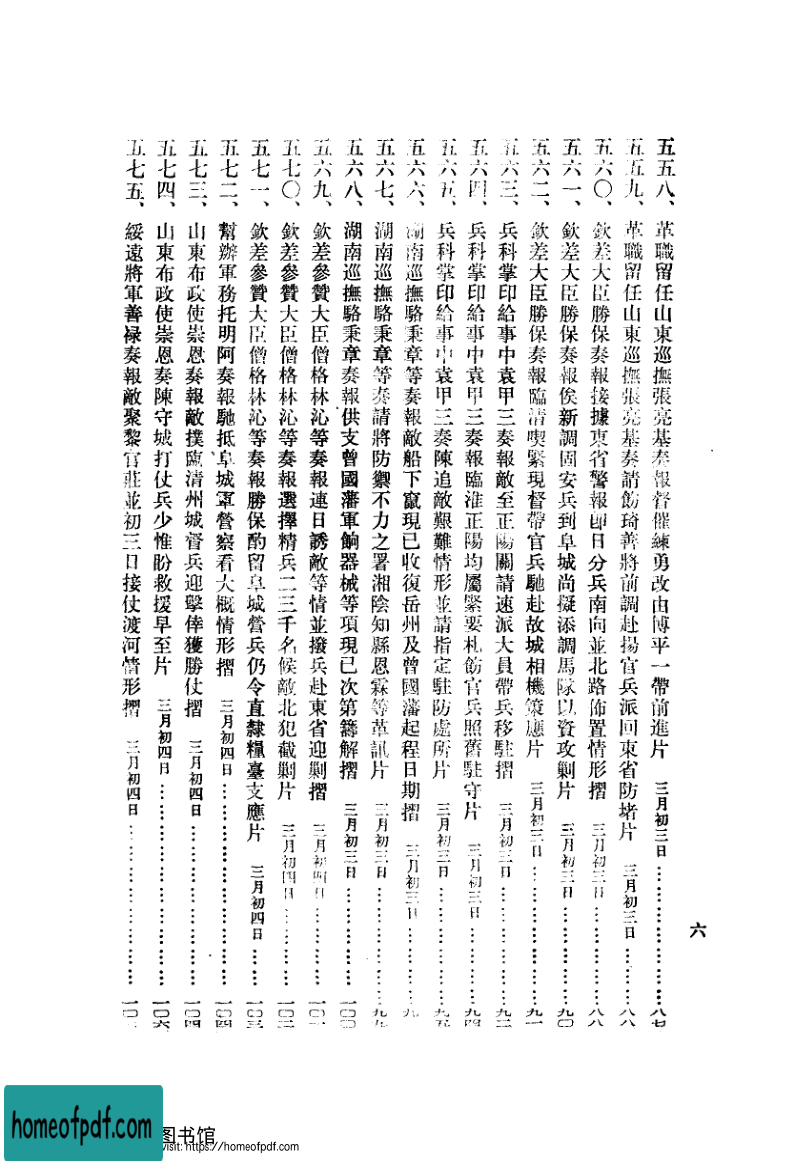 五五八、革職留任山東巡撫張亮基奏報督催練勇改由博平一帶前進片 三月初三日……八七
五五九、革職留任山東巡撫張亮基奏請飭琦善將前調赴揚官兵派回東省防堵片 三月初三日……八八
五六〇、欽差大臣勝保奏報接據東省警報卽日分兵南向並北路佈置情形摺 三月初三日……八八
五六一、欽差大臣勝保奏報俟新調固安兵到阜城尚擬添調馬隊以資攻剿片 三月初三日……九〇
五六二、欽差大臣勝保奏報臨清喫緊現督帶官兵馳赴故城相機策應片 三月初三日……九一
五六三、兵科掌印給事中袁甲三奏報敵至正陽關請速派大員帶兵移駐摺 三月初三日……九二
五六四、兵科掌印給事中袁甲三奏報臨淮正陽均屬緊要札飭官兵照舊駐守片 三月初三日……九四
五六五、兵科掌印給事中袁甲三奏陳追敵艱難情形並請指定駐防處所片 三月初三日……九五
五六六、湖南巡撫駱秉章等奏報敵船下竄現已收復岳州及曾國藩起程日期摺 三月初三日……九
五六七、湖南巡撫駱秉章等奏請將防禦不力之署湘陰知縣恩霖等革訊片 三月初三日……九九
五六八、湖南巡撫駱秉章奏報供支曾國藩軍餉器械等項現已次第籌解摺 三月初三日……一〇〇
五六九、欽差參贊大臣僧格林沁等奏報連日誘敵等情並撥兵赴東省迎剿摺 三月初四日……一〇
五七〇、欽差參贊大臣僧格林沁等奏報選擇精兵二三千名候敵北犯截剿片 三月初四日……一〇
五七一、欽差參贊大臣僧格林沁等奏報勝保酌留阜城營兵仍令直隸糧臺支應片 三月初四日……一〇
五七二、幫辦軍務托明阿奏報馳抵阜城軍營察看大概情形摺 三月初四日……一〇四
五七三、山東布政使崇恩奏報敵撲臨清州城督兵迎擊倖獲勝仗摺 三月初四日……一〇四
五七四、山東布政使崇恩奏陳守城打仗兵少惟盼救援早至片 三月初四日……一〇六
五七五、綏遠將軍善祿奏報敵聚黎官莊並初三日接仗渡河情形摺 三月初四日……一〇
六
homeofpdf.com
图书馆
visit: https://homeofpdf.com